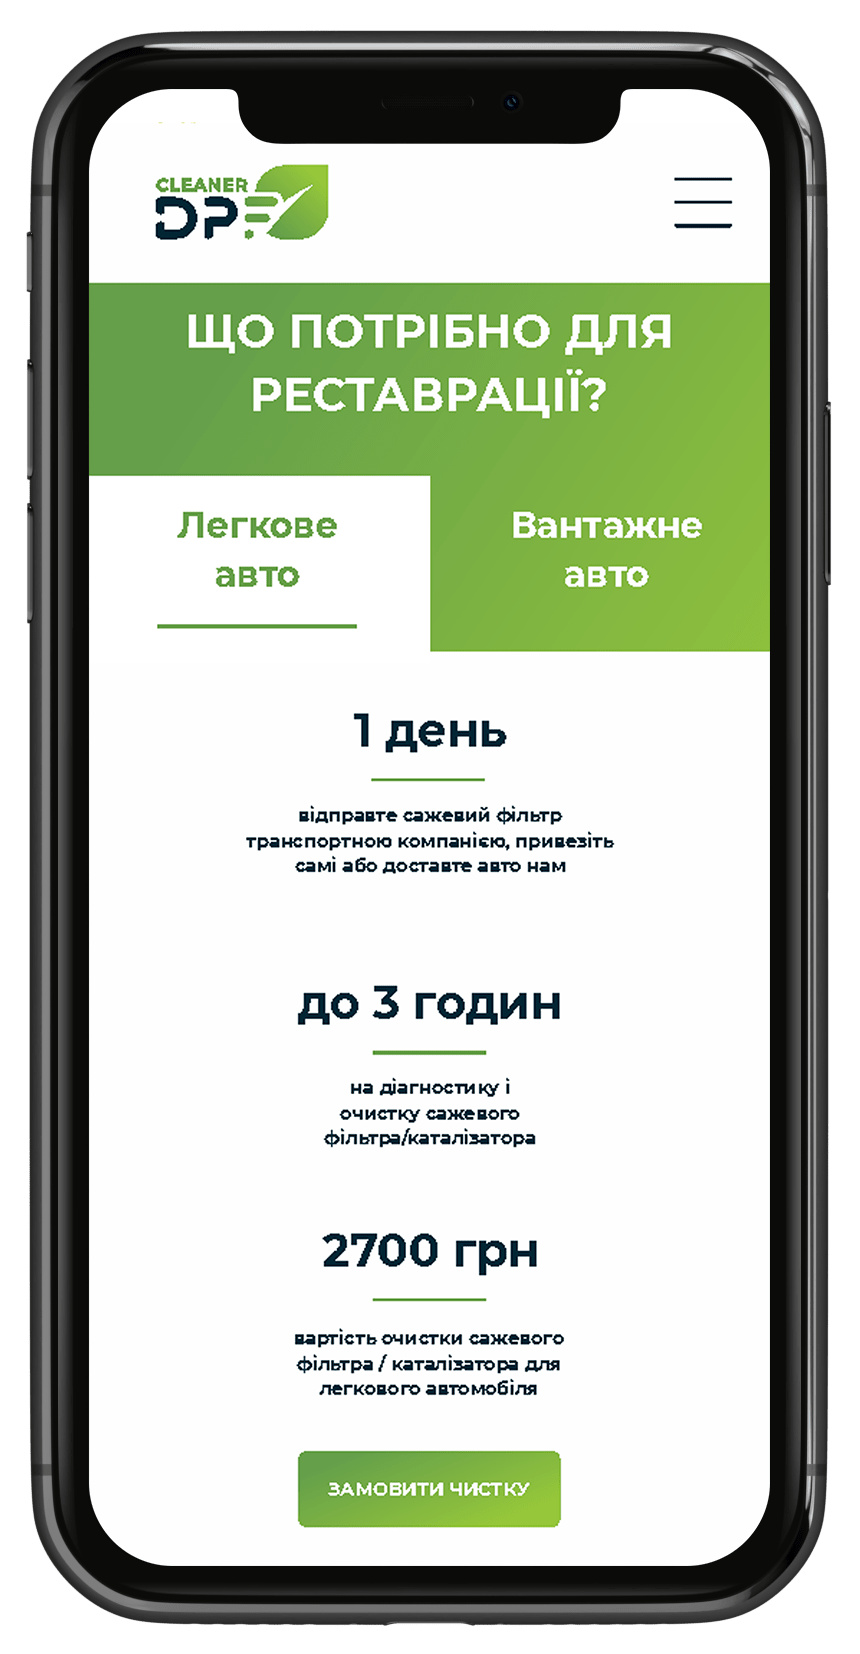 CLEANER
DPF
ЩО ПОТРІБНО ДЛЯ
РЕСТАВРАЦІЇ?
Легкове
авто
Вантажне
авто
1 день
відправте сажевий фільтр
транспортною компанією, привезіть
самі або доставте авто нам
до 3 годин
на діагностику і
очистку сажевого
фільтра/каталізатора
2700 грн
вартість очистки сажевого
фільтра / каталізатора для
легкового автомобіля
ЗАМОВИТИ ЧИСТКУ